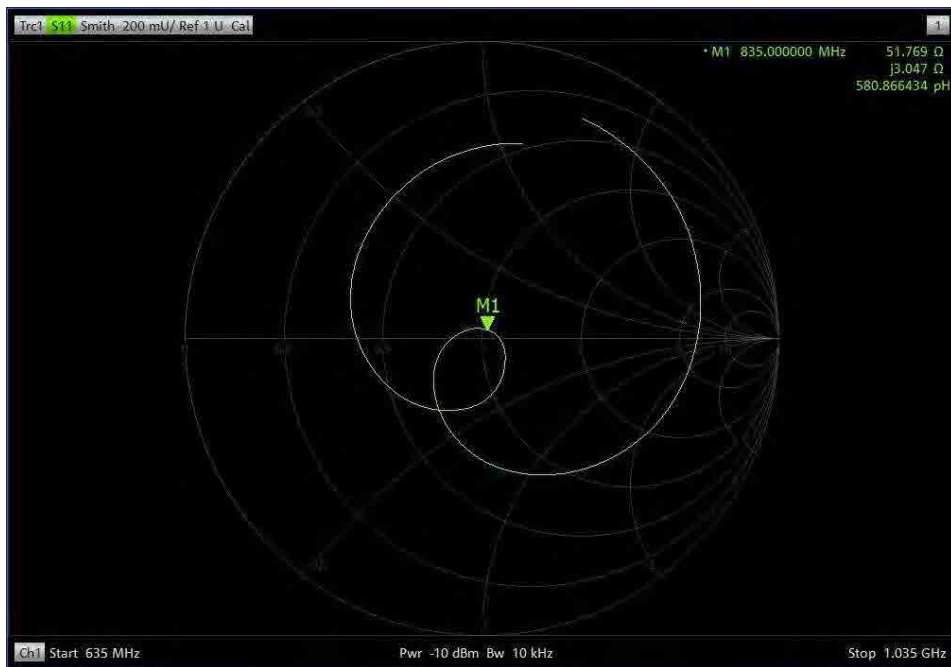 Trc1 S11 Smith 200 mU/ Ref 1 U Cal
1
• M1 835.000000 MHz 51.769 Ω
j3.047 Ω
580.866434 pH
M1
Ch1 Start 635 MHz Pwr -10 dBm Bw 10 kHz Stop 1.035 GHz